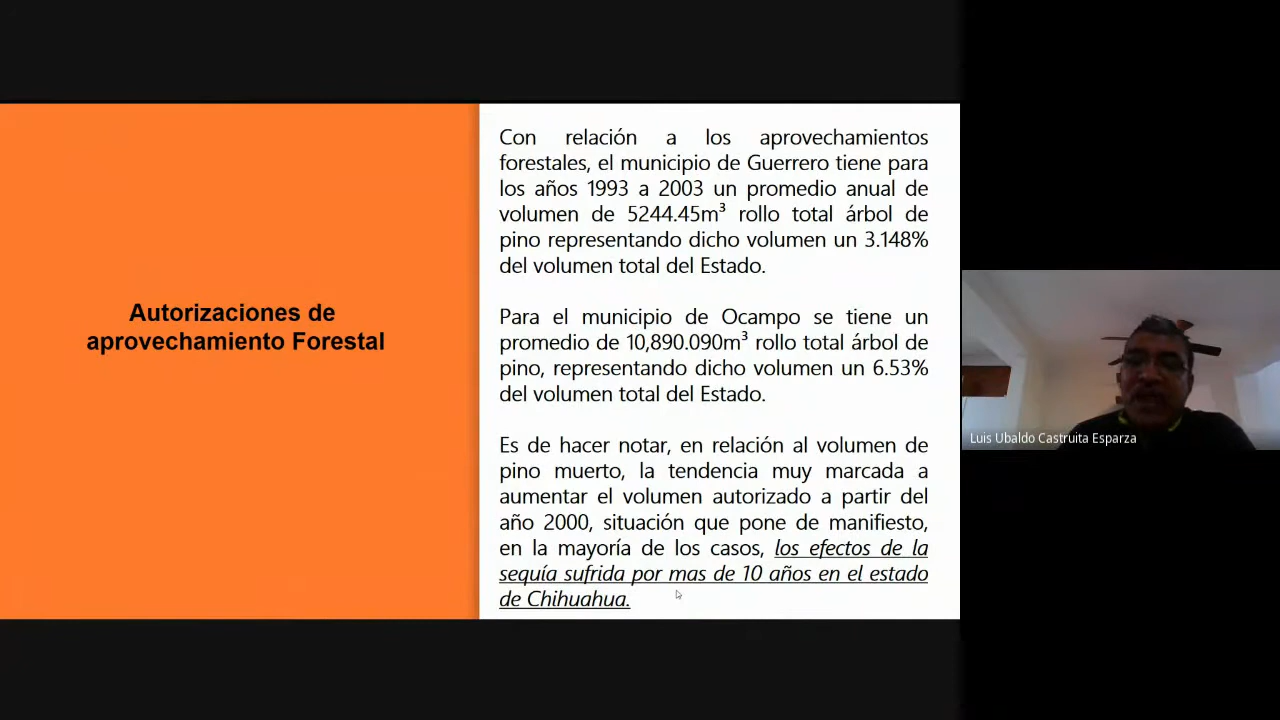 Autorizaciones de
aprovechamiento Forestal
Con relación a los aprovechamientos
forestales, el municipio de Guerrero tiene para
los años 1993 a 2003 un promedio anual de
volumen de 5244.45m³ rollo total árbol de
pino representando dicho volumen un 3.148%
del volumen total del Estado.
Para el municipio de Ocampo se tiene un
promedio de 10,890.090m³ rollo total árbol de
pino, representando dicho volumen un 6.53%
del volumen total del Estado.
Es de hacer notar, en relación al volumen de
pino muerto, la tendencia muy marcada a
aumentar el volumen autorizado a partir del
año 2000, situación que pone de manifiesto,
en la mayoría de los casos, los efectos de la
sequía sufrida por mas de 10 años en el estado
de Chihuahua.
Luis Ubaldo Castruita Esparza